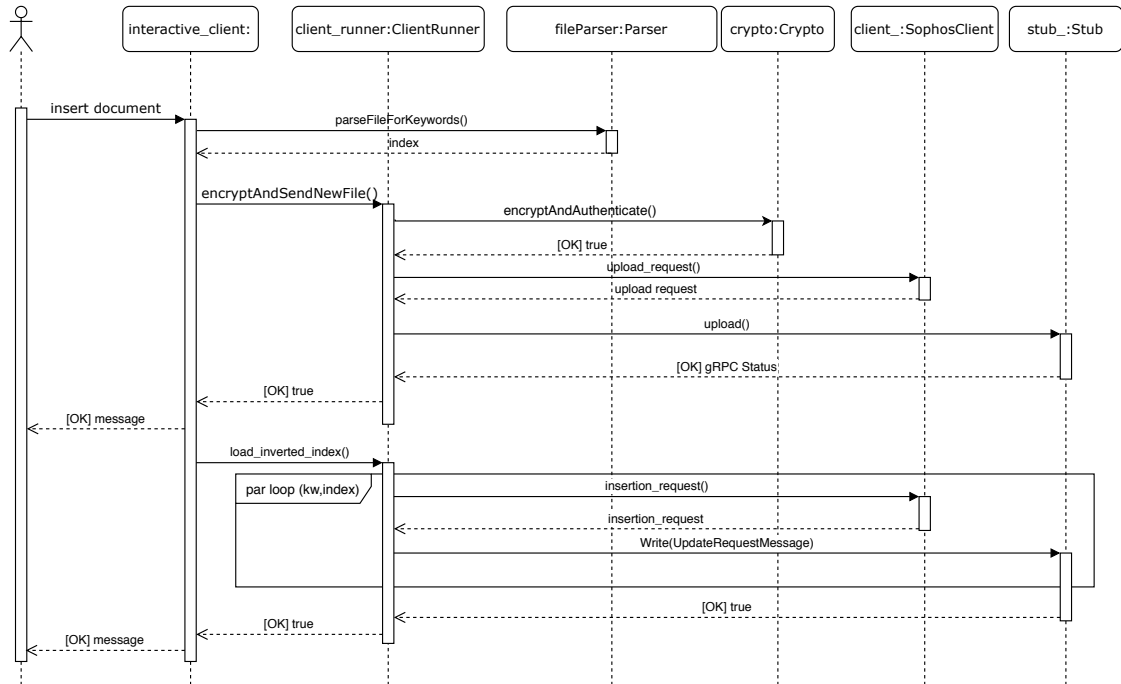 interactive_client:
client_runner:ClientRunner
fileParser:Parser
crypto:Crypto
client_:SophosClient
stub_:Stub
insert document
parseFileForKeywords()
index
encryptAndSendNewFile()
encryptAndAuthenticate()
[OK] true
upload_request()
upload request
upload()
[OK] gRPC Status
[OK] true
[OK] message
load_inverted_index()
par loop (kw,index)
insertion_request()
insertion_request
Write(UpdateRequestMessage)
[OK] true
[OK] true
[OK] message